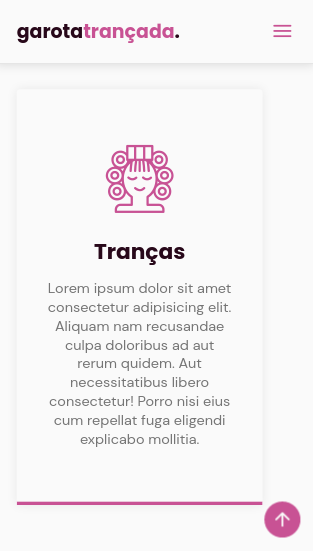 garotatrançada.
Tranças
Lorem ipsum dolor sit amet
consectetur adipisicing elit.
Aliquam nam recusandae
culpa doloribus ad aut
rerum quidem. Aut
necessitatibus libero
consectetur! Porro nisi eius
cum repellat fuga eligendi
explicabo mollitia.